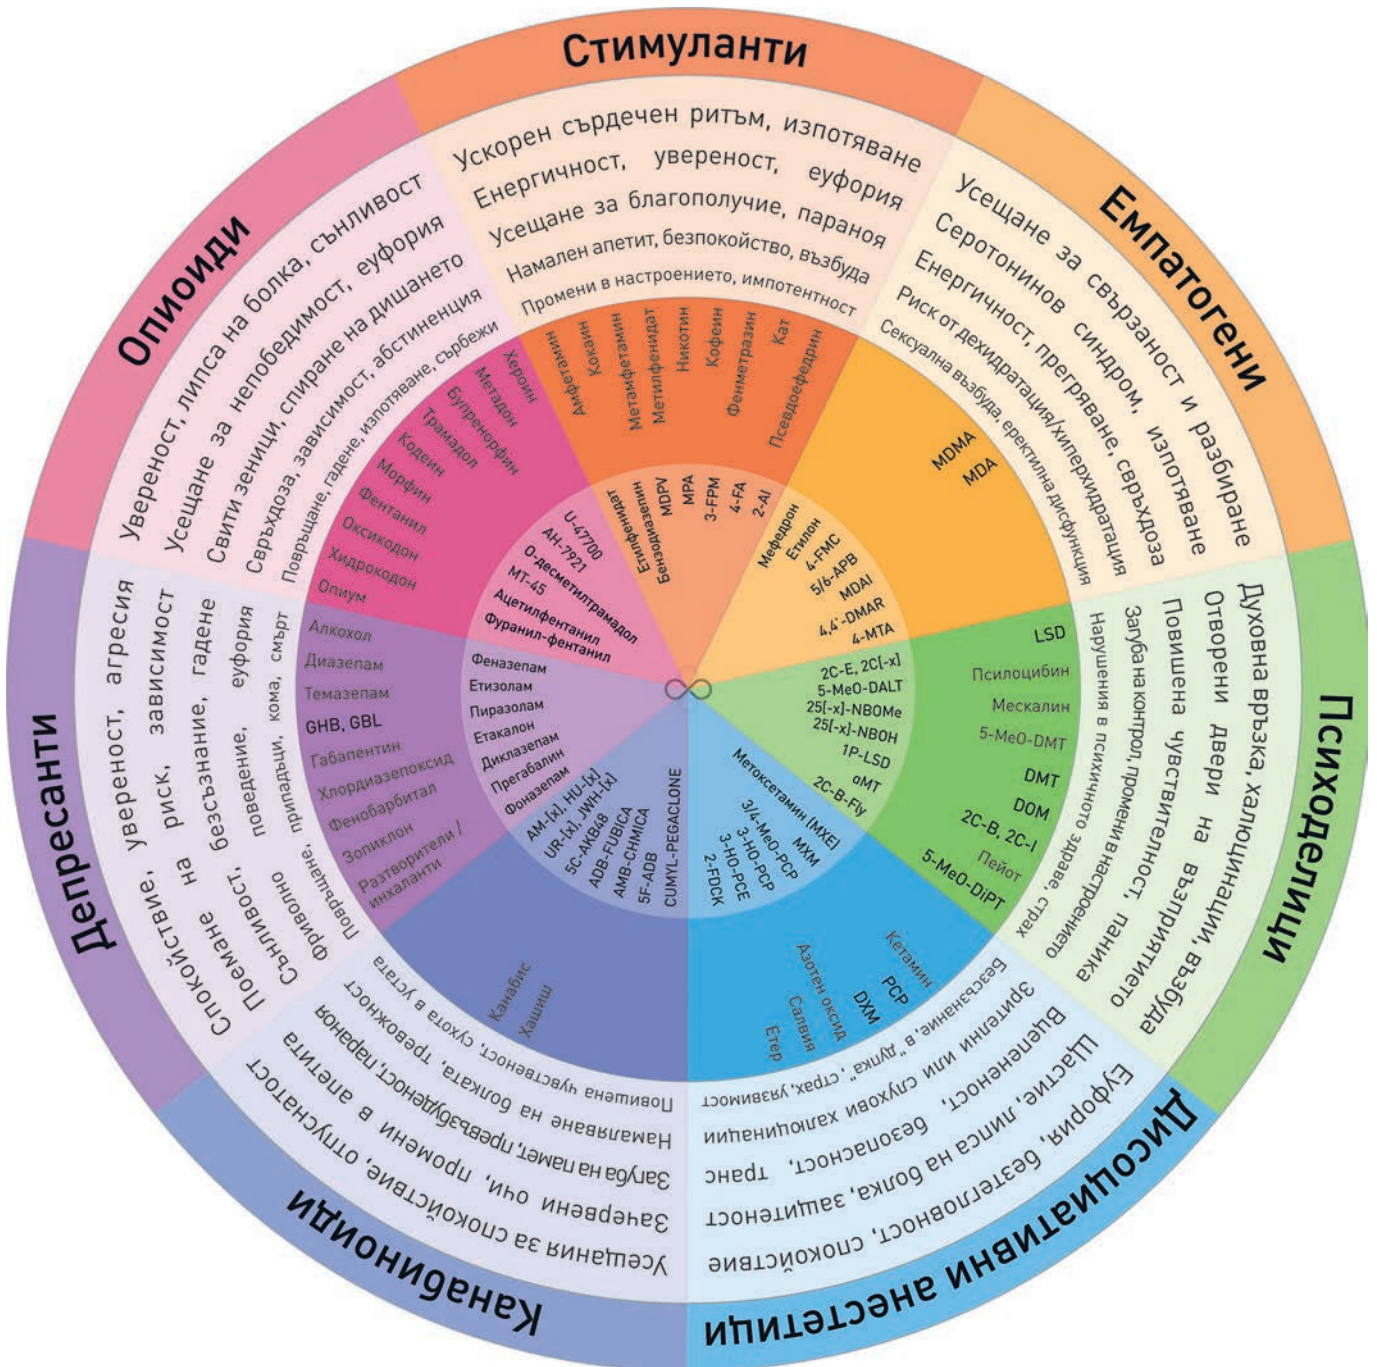 Стимуланти
Ускорен сърдечен ритъм, изпотяване
Енергичност, увереност, еуфория
Усещане за благополучие, параноя
Намален апетит, безпокойство, възбуда
Промени в настроението, импотентност
Амфетамин
Кокаин
Метамфетамин
Метилфенидат
Никотин
Кофеин
Фенметразин
Кат
Псевдоефедрин
Етилфенидат
Бензодиазепин
MDPV
MPA
3-FPM
4-FA
2-AI
Емпатогени
Усещане за свързаност и разбиране
Серотонинов синдром, изпотяване
Енергичност, прегряване, свръхдоза
Риск от дехидратация/хиперхидратация
Сексуална възбуда, еректилна дисфункция
MDMA
MDA
Мефедрон
Етилон
4-FMC
5/6-APB
MDAI
4,4'-DMAR
4-MTA
Психоделици
Духовна връзка, халюцинации, възбуда
Отворени двери на възприятието
Повишена чувствителност, паника
Загуба на контрол, промени в настроението
Нарушения в психичното здраве, страх
LSD
Псилоцибин
Мескалин
5-MeO-DMT
DMT
DOM
2C-B, 2C-I
Пейот
5-MeO-DiPT
2C-E, 2C[-x]
5-MeO-DALT
25[-x]-NBOMe
25[-x]-NBOH
1P-LSD
αMT
2C-B-Fly
Дисоциативни анестетици
Еуфория, безтегловност, спокойствие
Щастие, липса на болка, защитеност
Вцепененост, безопасност, транс
Зрителни или слухови халюцинации
Безсъзнание, в "дупка", страх, уязвимост
Кетамин
PCP
DXM
Азотен оксид
Салвия
Етер
Метоксетамин [MXE]
MXM
3/4-MeO-PCP
3-HO-PCP
3-HO-PCE
2-FDCK
Канабиноиди
Усещания за спокойствие, отпуснатост
Зачервени очи, промени в апетита
Загуба на памет, превъзбуденост, параноя
Намаляване на болката, тревожност
Повишена чувственост, сухота в устата
Канабис
Хашиш
AM-[x], HU-[x]
UR-[x], JWH-[x]
5C-AKB48
ADB-FUBICA
AMB-CHMICA
5F-ADB
CUMYL-PEGACLONE
Депресанти
Спокойствие, увереност, агресия
Поемане на риск, зависимост
Сънливост, безсъзнание, гадене
Фриволно поведение, еуфория
Повръщане, припадъци, кома, смърт
Алкохол
Диазепам
Темазепам
GHB, GBL
Габапентин
Хлордиазепоксид
Фенобарбитал
Зопиклон
Разтворители /
инхаланти
Феназепам
Етизолам
Пиразолам
Етакалон
Диклазепам
Прегабалин
Фоназепам
Опиоиди
Увереност, липса на болка, сънливост
Усещане за непобедимост, еуфория
Свити зеници, спиране на дишането
Свръхдоза, зависимост, абстиненция
Повръщане, гадене, изпотяване, сърбежи
Хероин
Метадон
Бупренорфин
Трамадол
Кодеин
Морфин
Фентанил
Оксикодон
Хидрокодон
Опиум
U-47700
AH-7921
О-десметилтрамадол
MT-45
Ацетилфентанил
Фуранил-фентанил